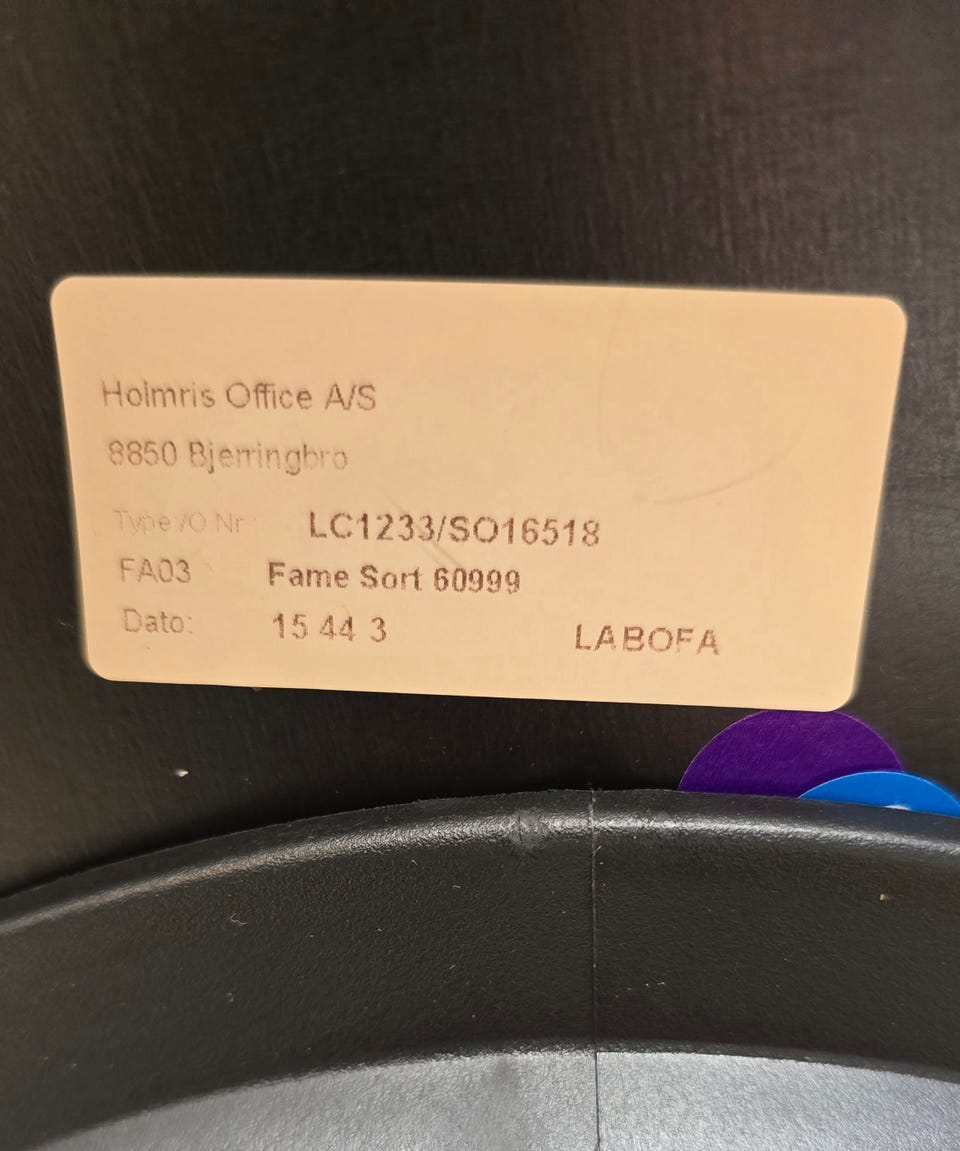 Holmris Office A/S
8850 Bjerringbro
Type/O Nr: LC1233/SO16518
FA03 Fame Sort 60999
Dato: 15 44 3 LABOFA